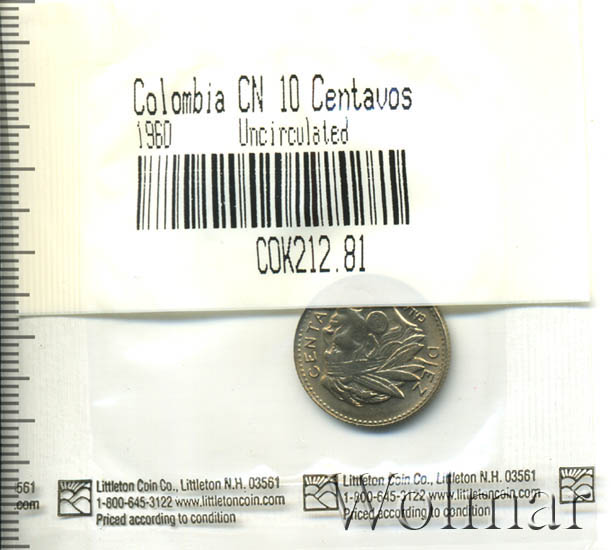 Colombia CN 10 Centavos
1960 Uncirculated
COK212.81
CENTA
DIEZ
561
.com
Littleton Coin Co., Littleton N.H. 03561
1-800-645-3122 www.littletoncoin.com
Priced according to condition
Littleton Coin Co., Littleton N.H. 03561
1-800-645-3122 www.littletoncoin.com
Priced according to condition
Wolmar